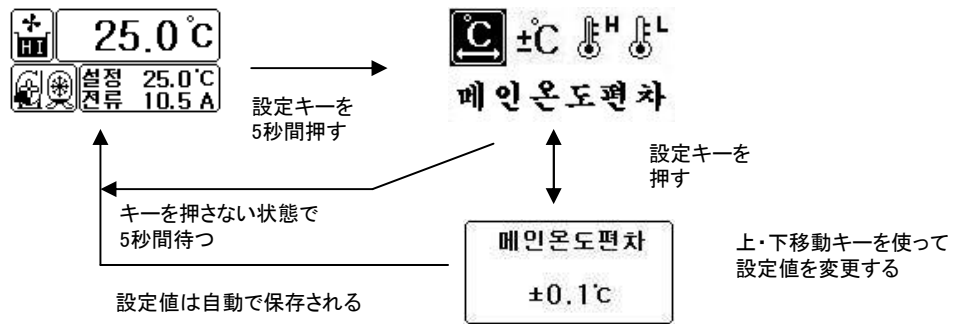 HI
25.0℃
설정 25.0℃
전류 10.5 A
℃ ±℃ H L
메인온도편차
設定キーを
5秒間押す
設定キーを
押す
キーを押さない状態で
5秒間待つ
메인온도편차
±0.1℃
上・下移動キーを使って
設定値を変更する
設定値は自動で保存される